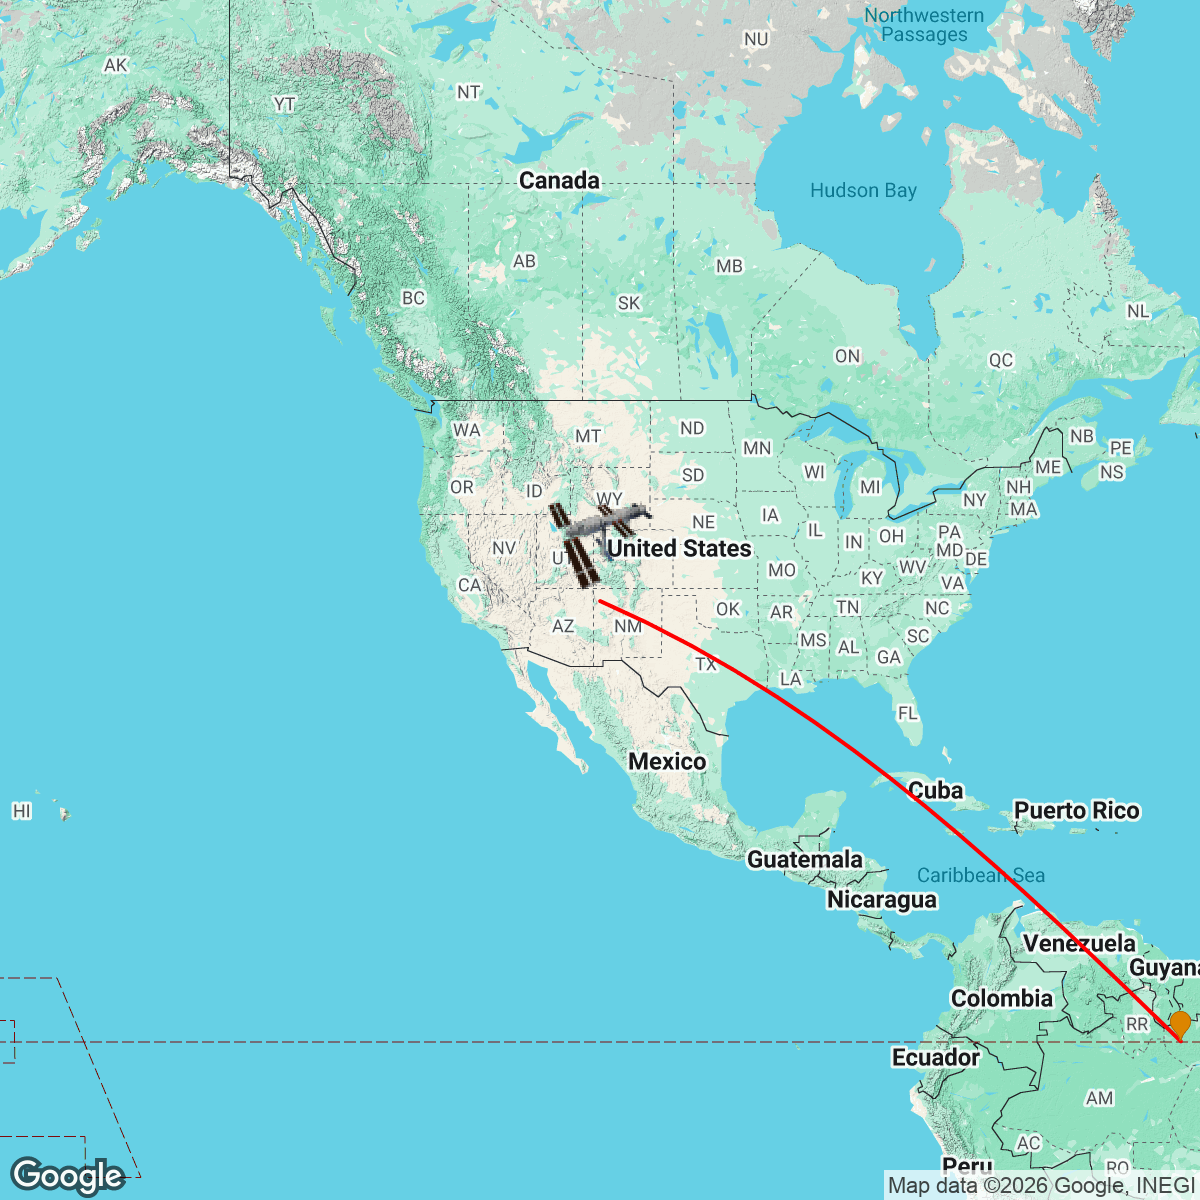 Northwestern
Passages
NU
AK
YT
NT
Canada
Hudson Bay
AB
MB
BC
SK
NL
ON
QC
WA
MT
ND
MN
NB
PE
ME
NS
OR
ID
WY
SD
WI
MI
NY
NH
MA
NE
IA
IL
IN
OH
PA
MD
DE
NV
UT
United States
MO
KY
WV
VA
CA
AZ
NM
OK
AR
TN
NC
MS
AL
SC
GA
TX
LA
FL
Mexico
Cuba
Puerto Rico
HI
Guatemala
Caribbean Sea
Nicaragua
Venezuela
Guyana
Colombia
RR
Ecuador
AM
AC
RO
Peru
Google
Map data ©2026 Google, INEGI